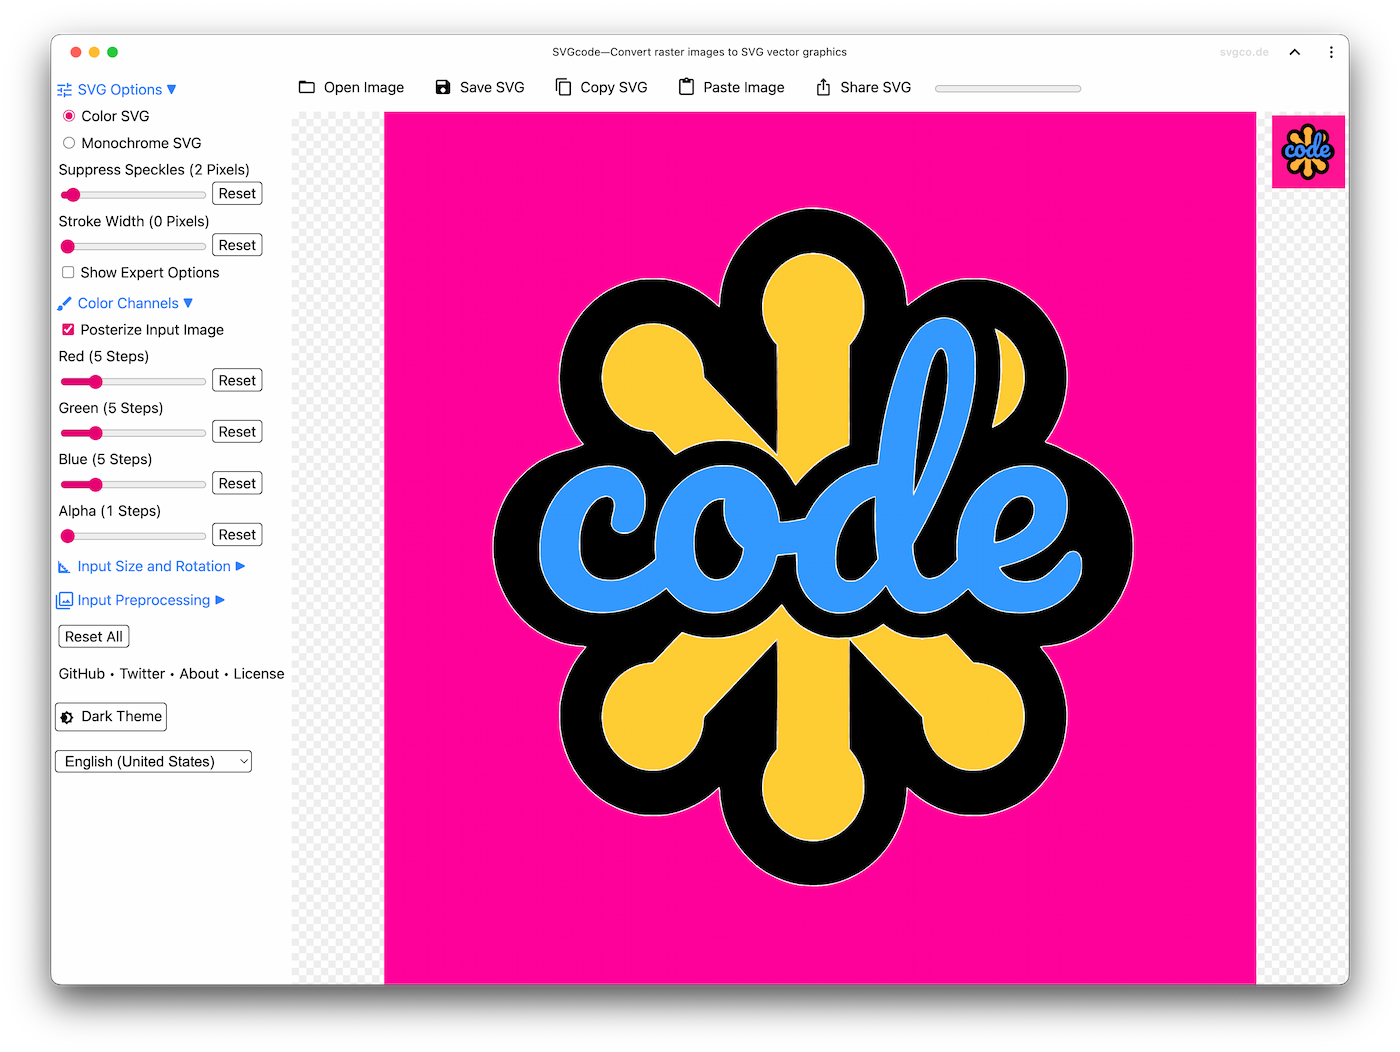 SVGcode—Convert raster images to SVG vector graphics
svgco.de
Open Image
Save SVG
Copy SVG
Paste Image
Share SVG
SVG Options ▼
Color SVG
Monochrome SVG
Suppress Speckles (2 Pixels)
Reset
Stroke Width (0 Pixels)
Reset
Show Expert Options
Color Channels ▼
Posterize Input Image
Red (5 Steps)
Reset
Green (5 Steps)
Reset
Blue (5 Steps)
Reset
Alpha (1 Steps)
Reset
Input Size and Rotation ▶
Input Preprocessing ▶
Reset All
GitHub • Twitter • About • License
Dark Theme
English (United States)
code
code